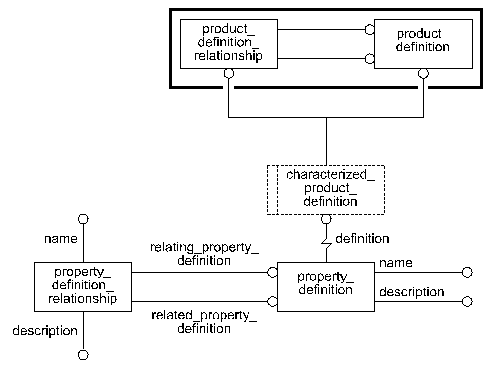 product_
definition_
relationship
product
definition
characterized_
product_
definition
definition
name
relating_property_
definition
property_
definition_
relationship
property_
definition
name
description
description
related_property_
definition